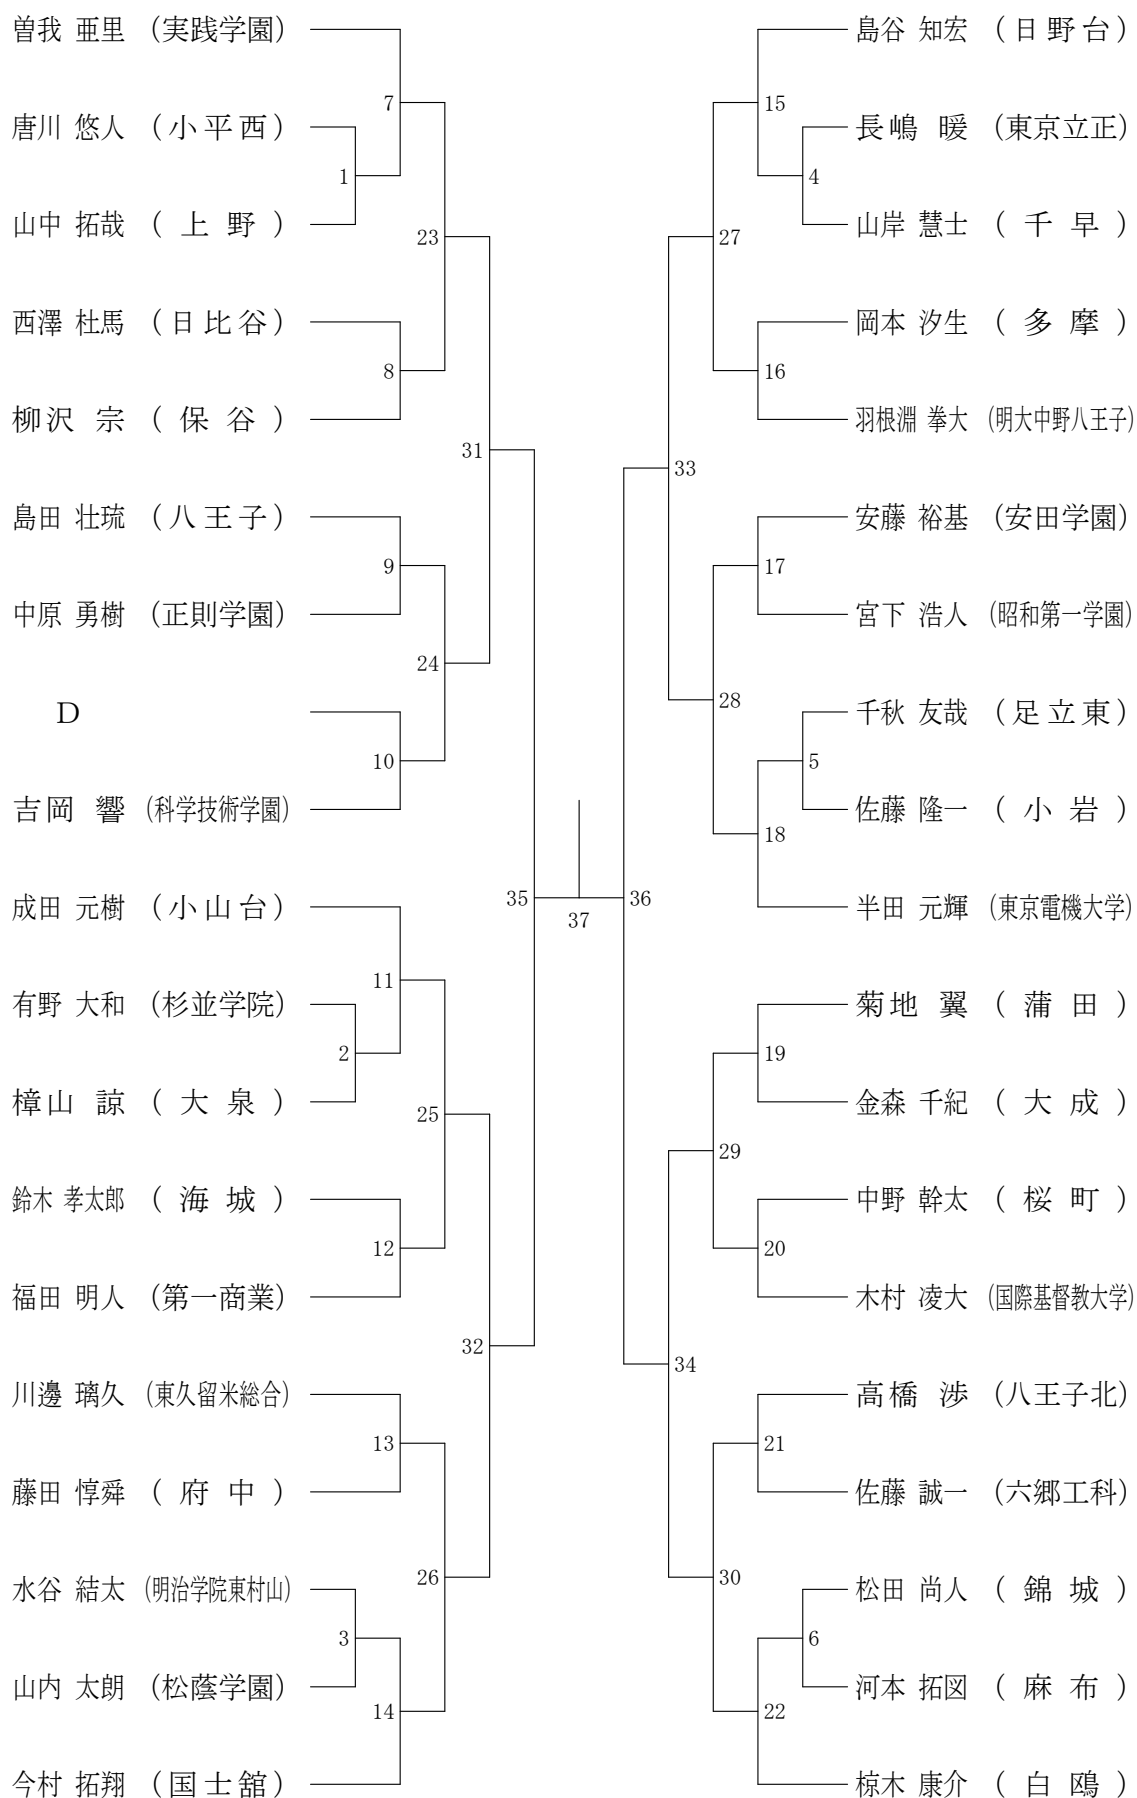 曽我 亜里 (実践学園)
唐川 悠人 (小平西)
山中 拓哉 (上野)
西澤 杜馬 (日比谷)
柳沢 宗 (保谷)
島田 壮琉 (八王子)
中原 勇樹 (正則学園)
D
吉岡 響 (科学技術学園)
成田 元樹 (小山台)
有野 大和 (杉並学院)
樟山 諒 (大泉)
鈴木 孝太郎 (海城)
福田 明人 (第一商業)
川邊 璃久 (東久留米総合)
藤田 惇舜 (府中)
水谷 結太 (明治学院東村山)
山内 太朗 (松蔭学園)
今村 拓翔 (国士舘)
7
1
23
8
31
9
24
10
35
11
2
25
12
32
13
26
3
14
37
15
4
27
16
33
17
28
5
18
36
19
29
20
34
21
30
6
22
島谷 知宏 (日野台)
長嶋 暖 (東京立正)
山岸 慧士 (千早)
岡本 汐生 (多摩)
羽根淵 拳大 (明大中野八王子)
安藤 裕基 (安田学園)
宮下 浩人 (昭和第一学園)
千秋 友哉 (足立東)
佐藤 隆一 (小岩)
半田 元輝 (東京電機大学)
菊地 翼 (蒲田)
金森 千紀 (大成)
中野 幹太 (桜町)
木村 凌大 (国際基督教大学)
高橋 渉 (八王子北)
佐藤 誠一 (六郷工科)
松田 尚人 (錦城)
河本 拓図 (麻布)
椋木 康介 (白鴎)